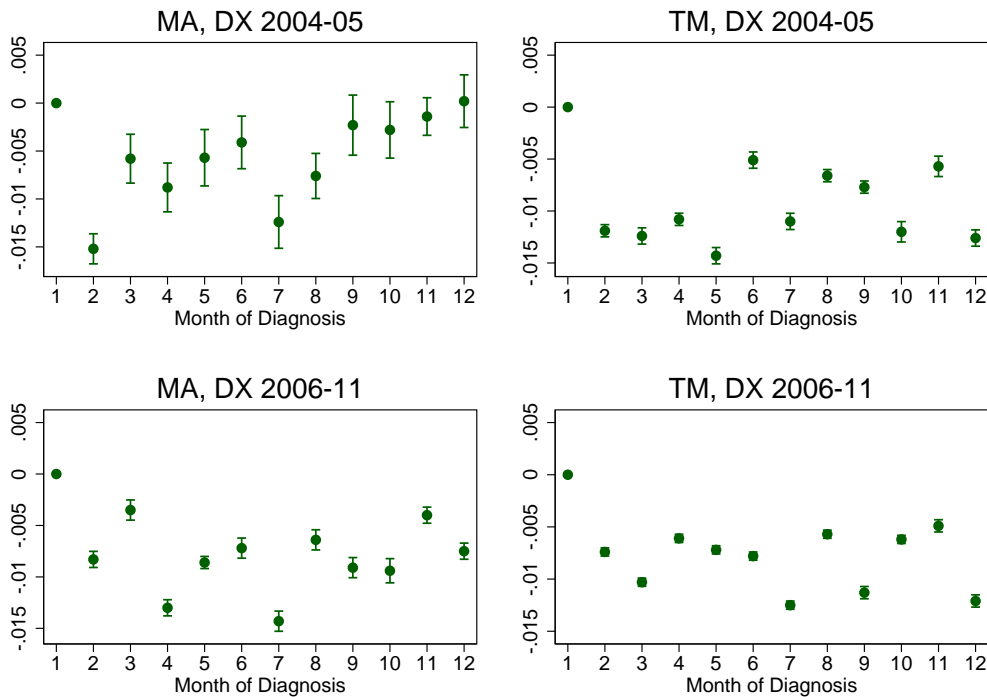 MA, DX 2004-05
.005
0
-.005
-.01
-.015
1 2 3 4 5 6 7 8 9 10 11 12
Month of Diagnosis
TM, DX 2004-05
.005
0
-.005
-.01
-.015
1 2 3 4 5 6 7 8 9 10 11 12
Month of Diagnosis
MA, DX 2006-11
.005
0
-.005
-.01
-.015
1 2 3 4 5 6 7 8 9 10 11 12
Month of Diagnosis
TM, DX 2006-11
.005
0
-.005
-.01
-.015
1 2 3 4 5 6 7 8 9 10 11 12
Month of Diagnosis